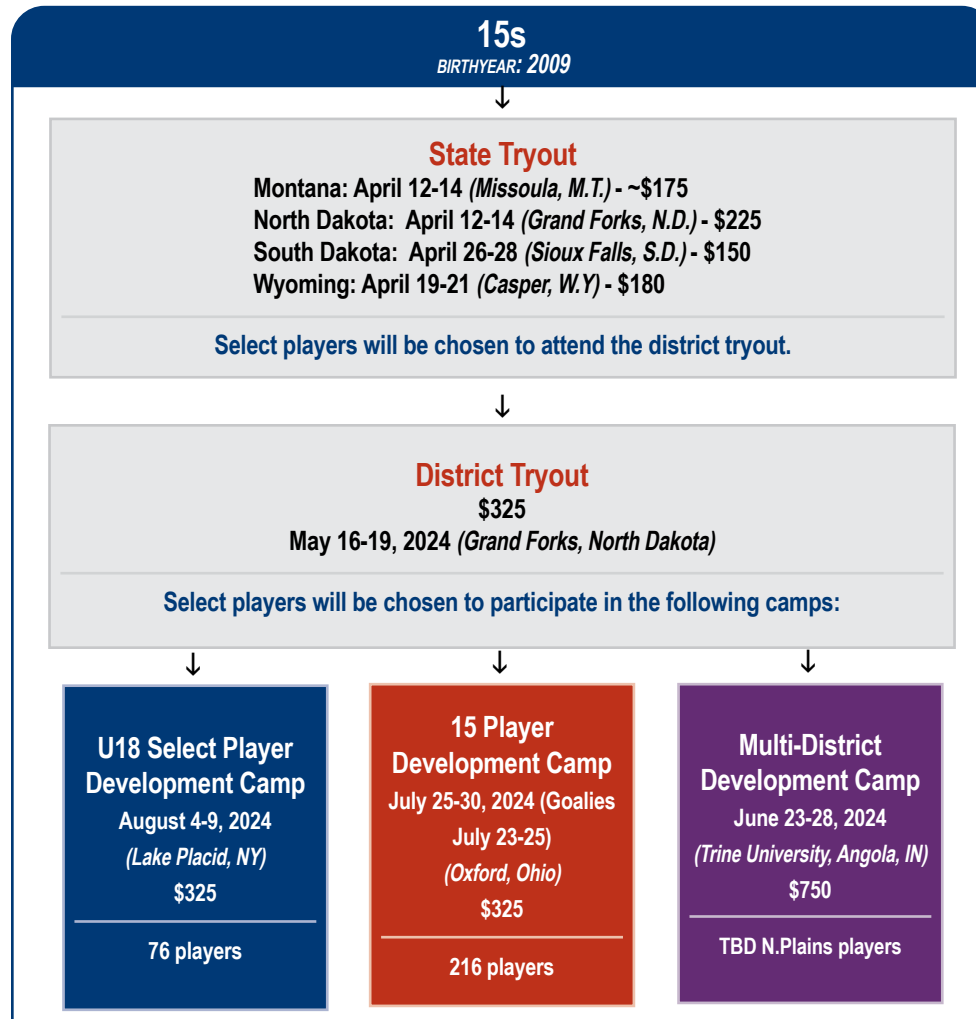 15s
BIRTHYEAR: 2009
State Tryout
Montana: April 12-14 (Missoula, M.T.) - ~$175
North Dakota: April 12-14 (Grand Forks, N.D.) - $225
South Dakota: April 26-28 (Sioux Falls, S.D.) - $150
Wyoming: April 19-21 (Casper, W.Y) - $180
Select players will be chosen to attend the district tryout.
District Tryout
$325
May 16-19, 2024 (Grand Forks, North Dakota)
Select players will be chosen to participate in the following camps:
U18 Select Player
Development Camp
August 4-9, 2024
(Lake Placid, NY)
$325
76 players
15 Player
Development Camp
July 25-30, 2024 (Goalies
July 23-25)
(Oxford, Ohio)
$325
216 players
Multi-District
Development Camp
June 23-28, 2024
(Trine University, Angola, IN)
$750
TBD N.Plains players